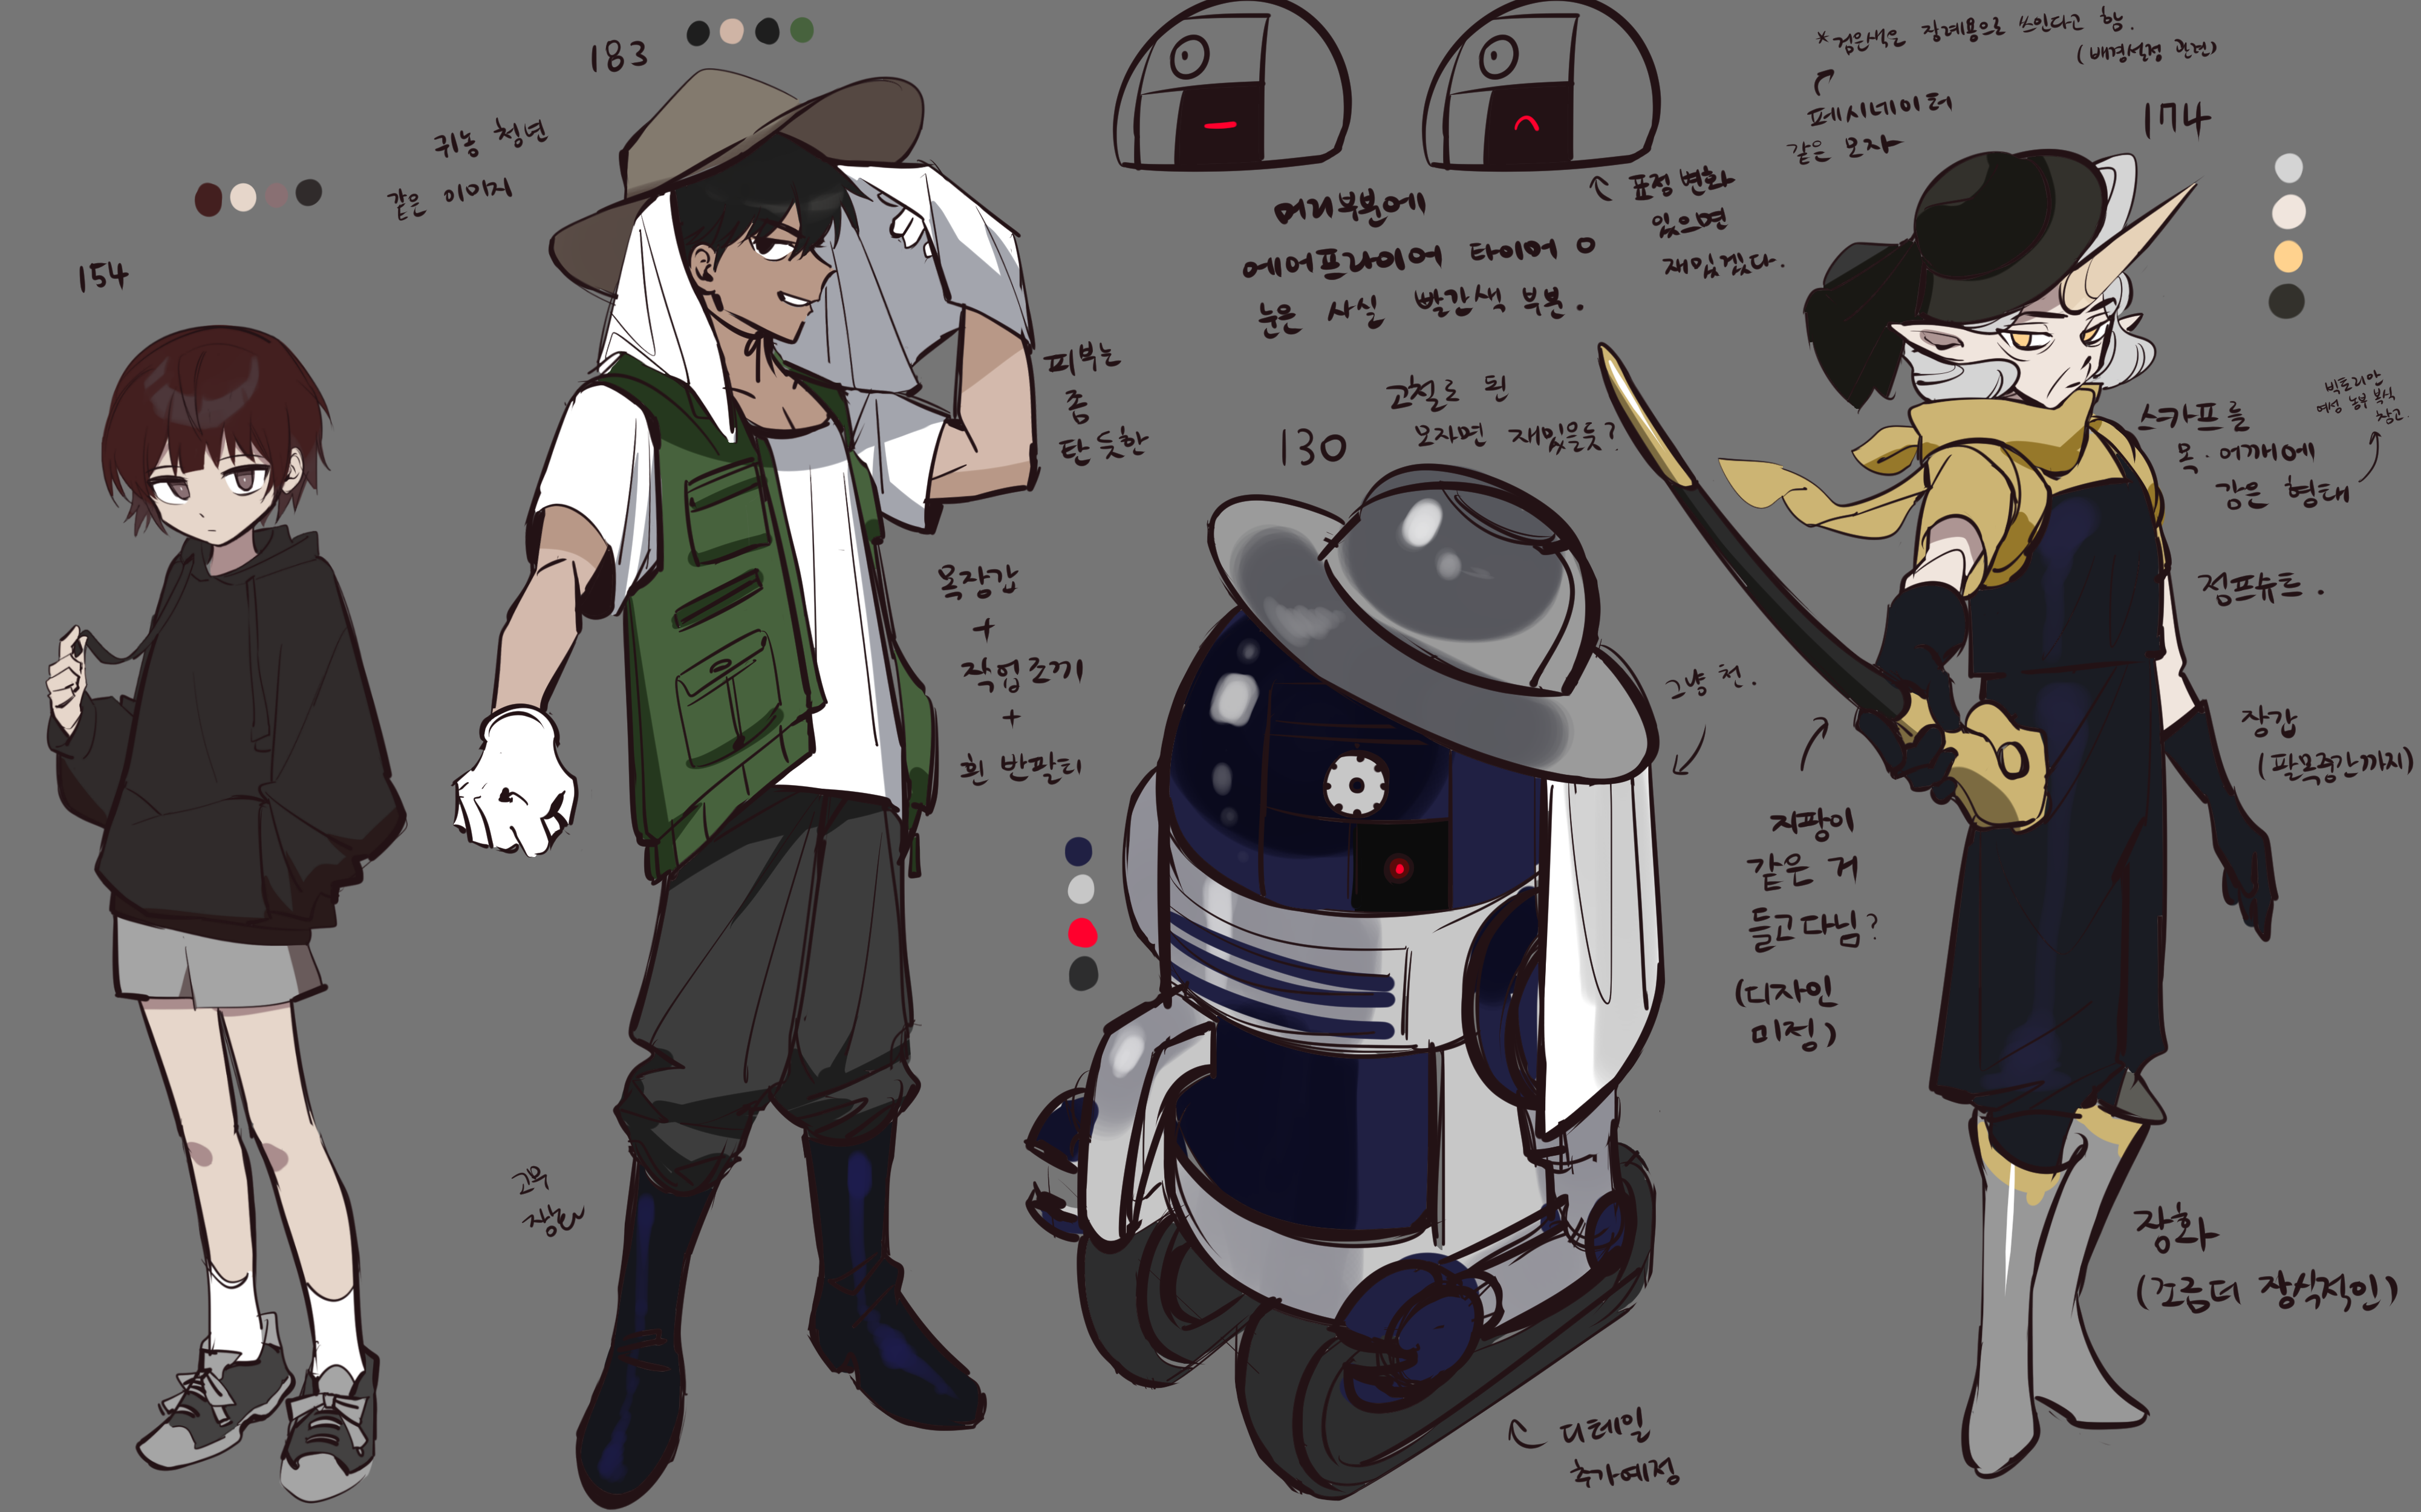 154
귀농 청년
같은 이미지
183
피부는
좀
탄 듯한
목장갑
+
작업조끼
+
흰 반팔티
고무
장화
머리부분에
에어프라이어 타이머 ㅇ
눈은 사실 빨간색 부분.
표정변화
있으면
재밌겠다.
고철로 된
모자면 재밌을듯?
130
그냥 천.
디테일
추가예정
*검은색은 장례용으로 쓰인다고 함.
(배경설정 관련)
페시네이터
같은 모자
174
스카프를
목·어깨에
감은 형태
빅토리안
여성 농부 복식
참고.
점프슈트.
장갑
(팔목중간까지)
지팡이
같은 거
들고다님?
(디자인
미정)
장화
(조금더 장식적인)